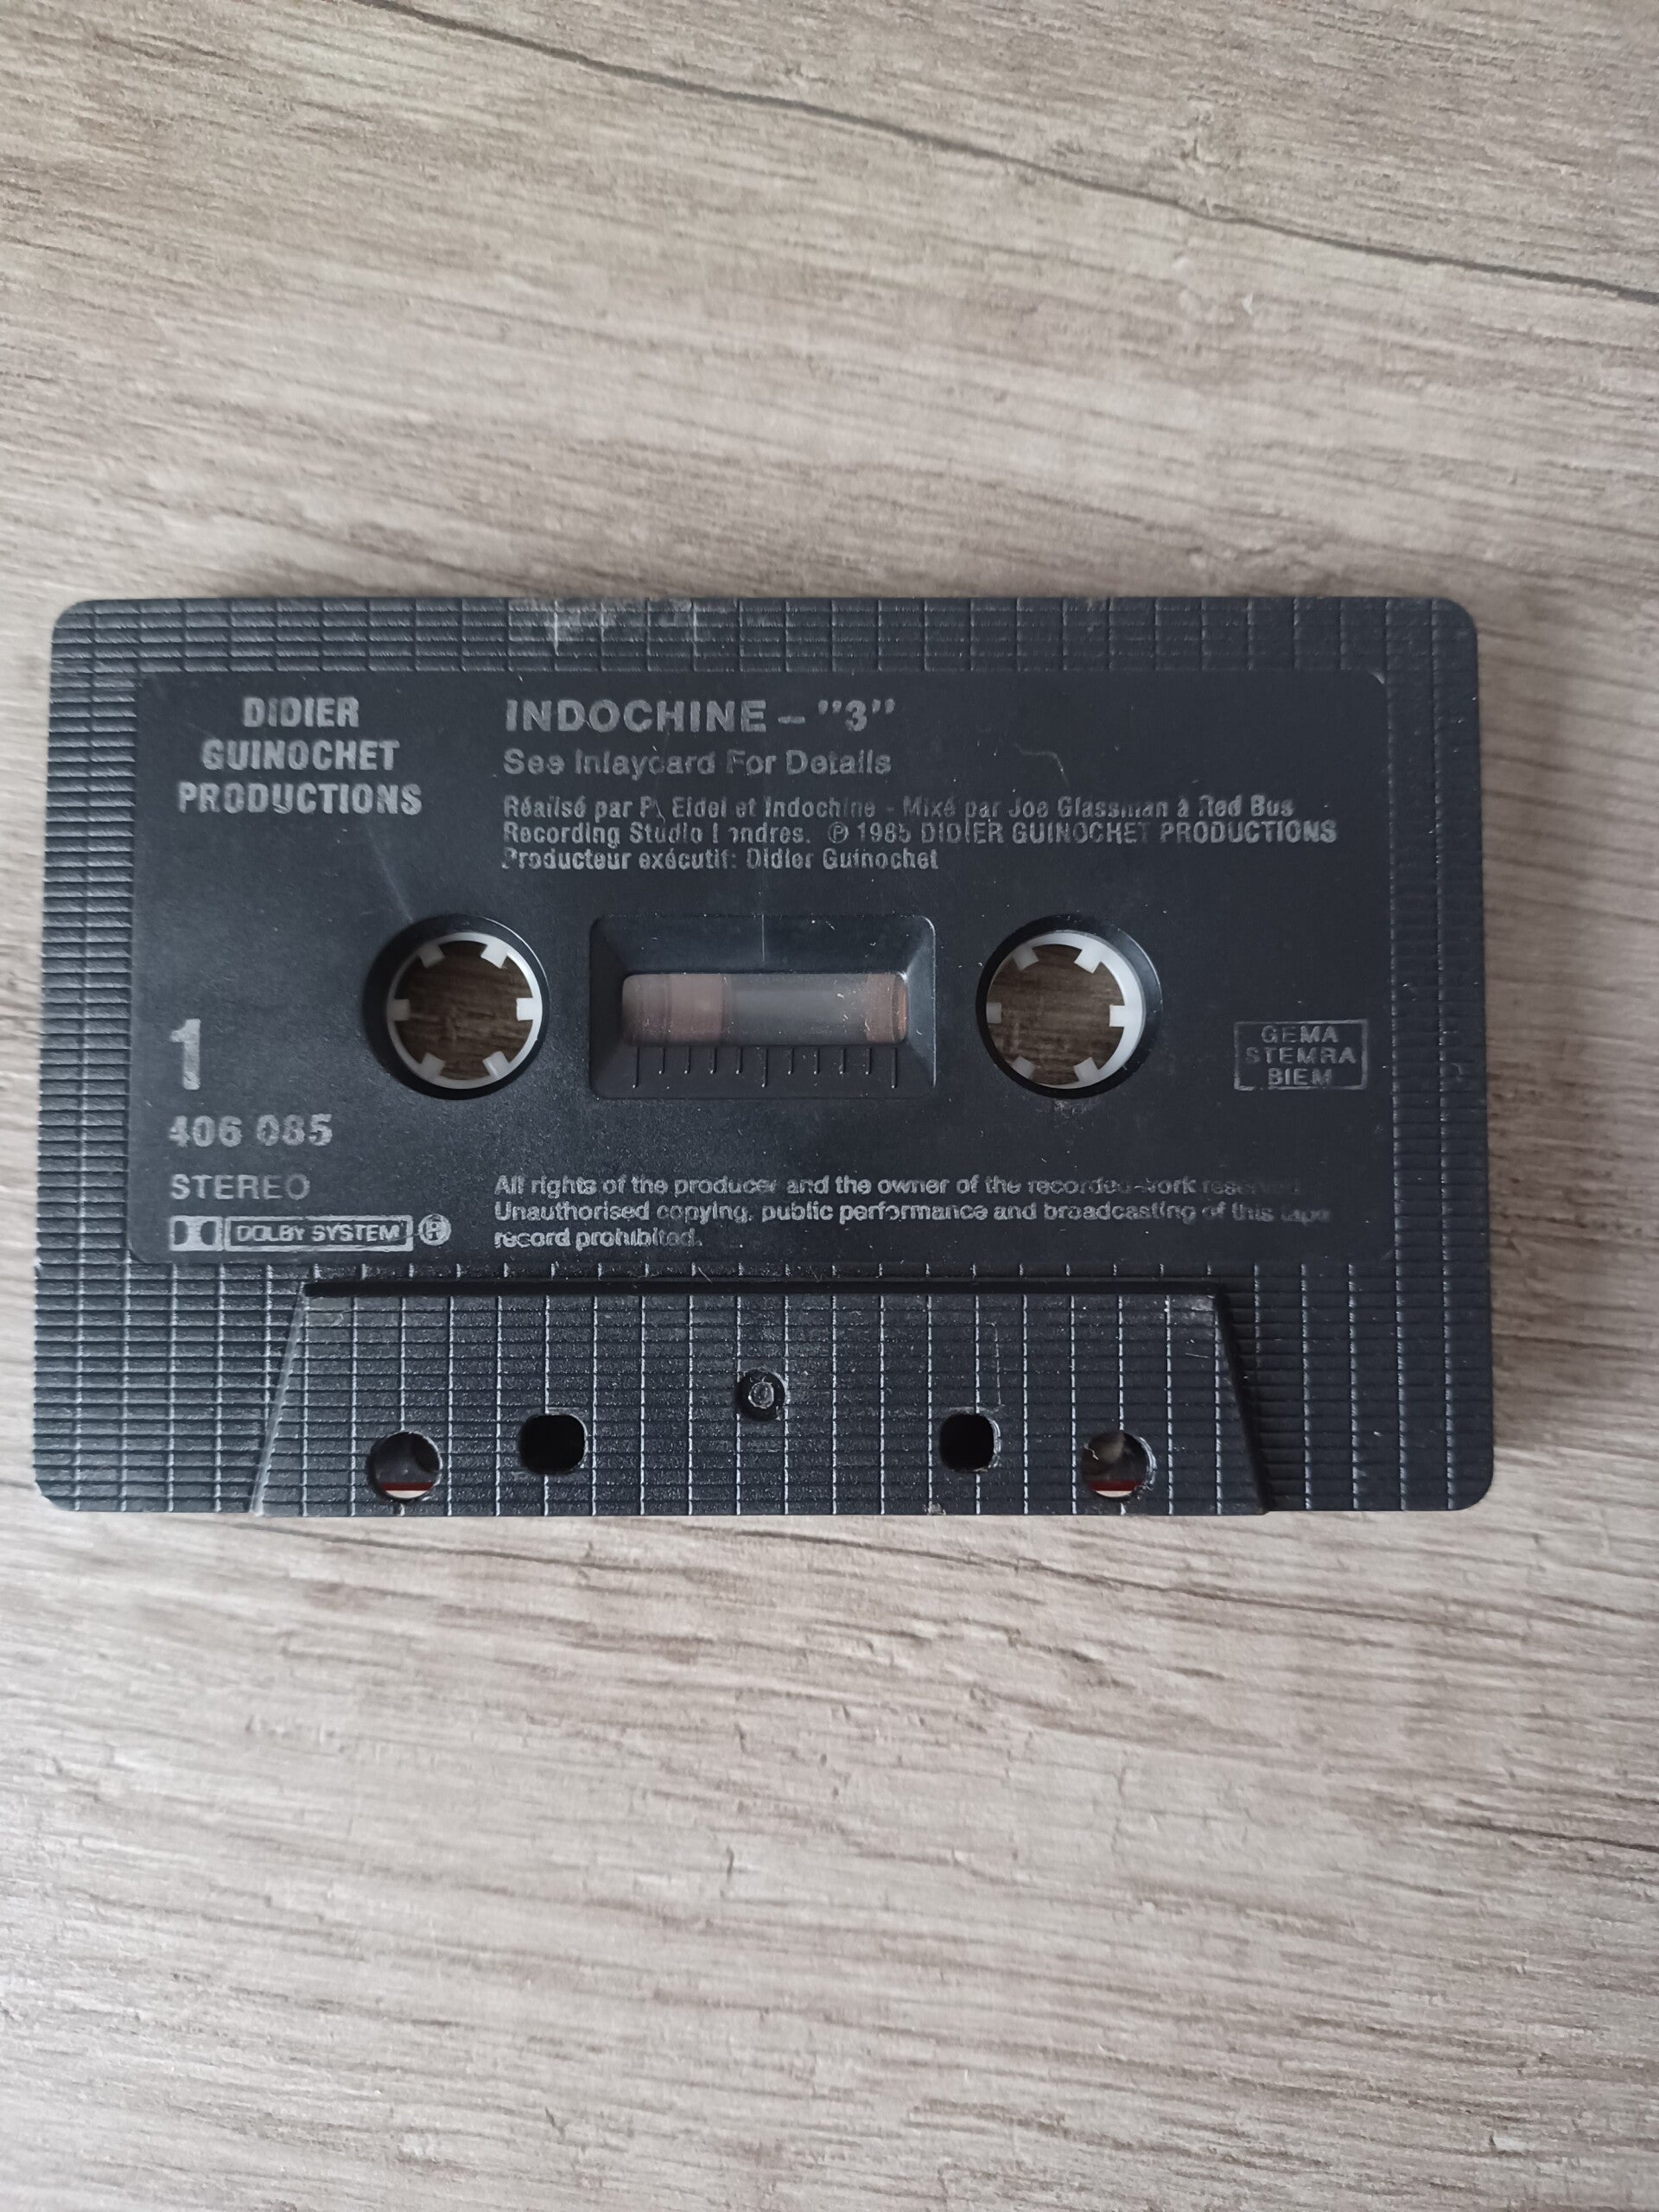 DIDIER
GUINOCHET
PRODUCTIONS
INDOCHINE – "3"
See Inlaycard For Details
Réalisé par P. Eidel et Indochine - Mixé par Joe Glassman à Red Bus
Recording Studio Londres. ℗ 1985 DIDIER GUINOCHET PRODUCTIONS
Producteur exécutif: Didier Guinochet
1
406 085
STEREO
DOLBY SYSTEM ®
GEMA
STEMRA
BIEM
All rights of the producer and the owner of the recorded work reserved
Unauthorised copying, public performance and broadcasting of this tape
record prohibited.